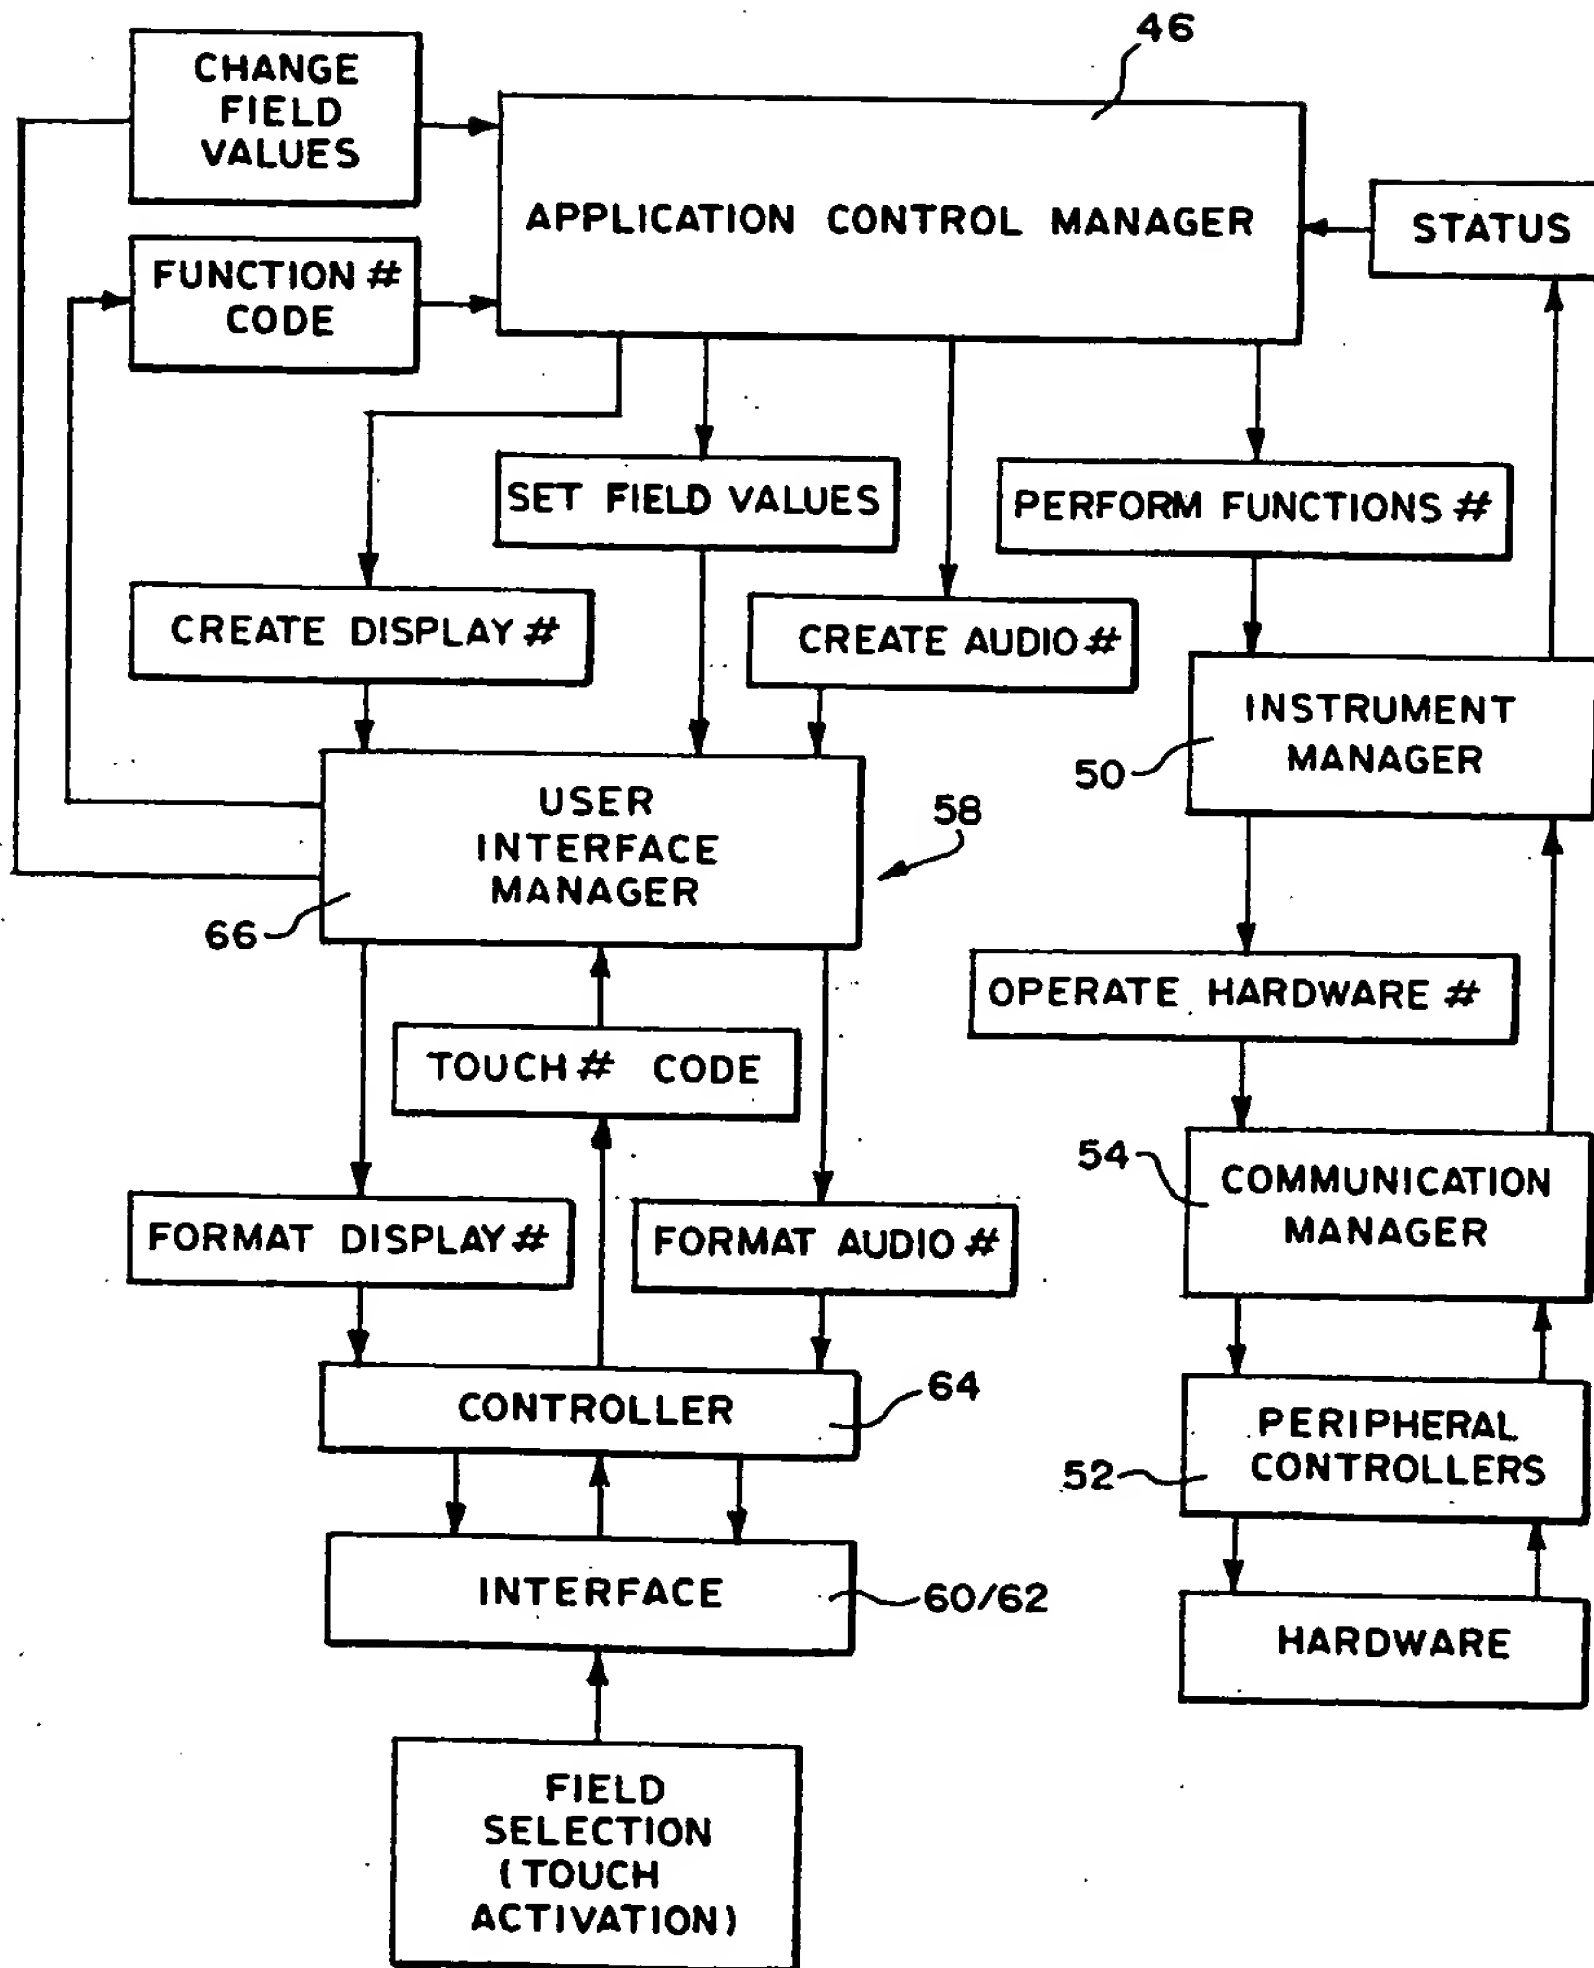 46
CHANGE
FIELD
VALUES
APPLICATION CONTROL MANAGER
STATUS
FUNCTION #
CODE
SET FIELD VALUES
PERFORM FUNCTIONS #
CREATE DISPLAY #
CREATE AUDIO #
INSTRUMENT
MANAGER
50
USER
INTERFACE
MANAGER
58
66
OPERATE HARDWARE #
TOUCH # CODE
54
COMMUNICATION
MANAGER
FORMAT DISPLAY #
FORMAT AUDIO #
CONTROLLER
64
PERIPHERAL
CONTROLLERS
52
INTERFACE
60/62
HARDWARE
FIELD
SELECTION
(TOUCH
ACTIVATION)